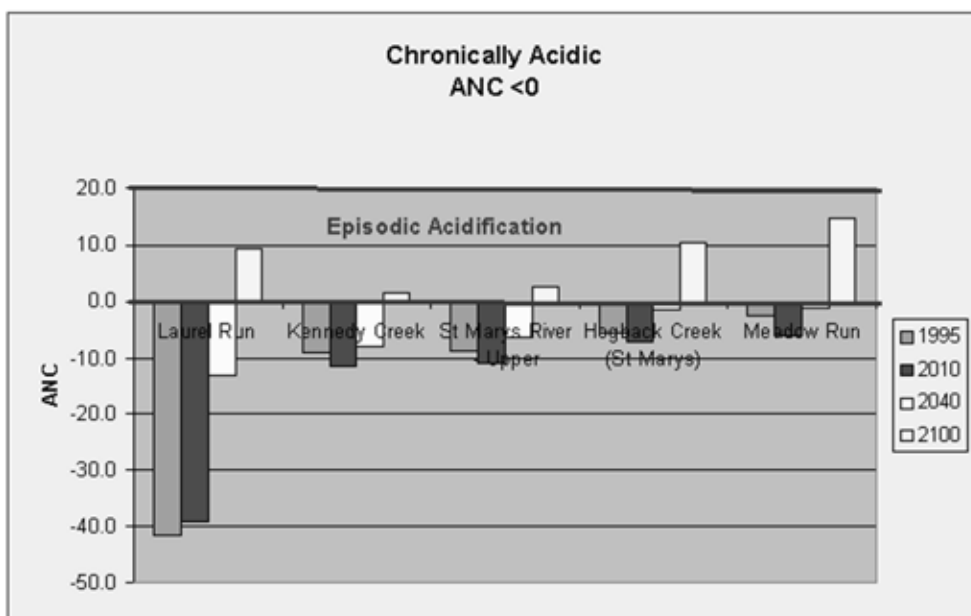 Chronically Acidic
ANC <0
20.0
10.0
0.0
-10.0
-20.0
-30.0
-40.0
-50.0
ANC
Episodic Acidification
Laurel Run
Kennedy Creek
St Marys River
- Upper
Hogback Creek
(St Marys)
Meadow Run
1995
2010
2040
2100